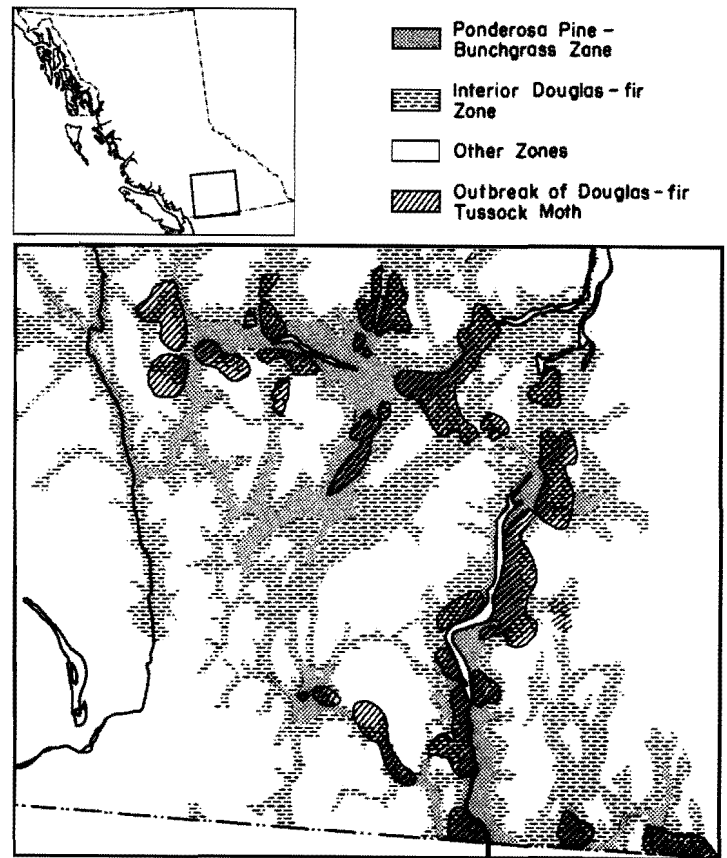 Ponderosa Pine –
Bunchgrass Zone
Interior Douglas – fir
Zone
Other Zones
Outbreak of Douglas – fir
Tussock Moth